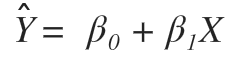 Ŷ = β₀ + β₁X